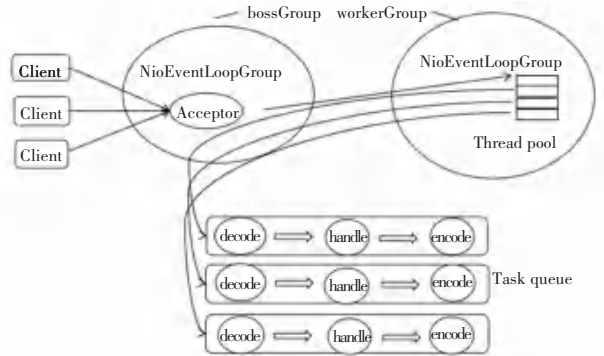 bossGroup workerGroup
Client
NioEventLoopGroup
NioEventLoopGroup
Client
Acceptor
Client
Thread pool
decode handle encode
decode handle encode
Task queue
decode handle encode